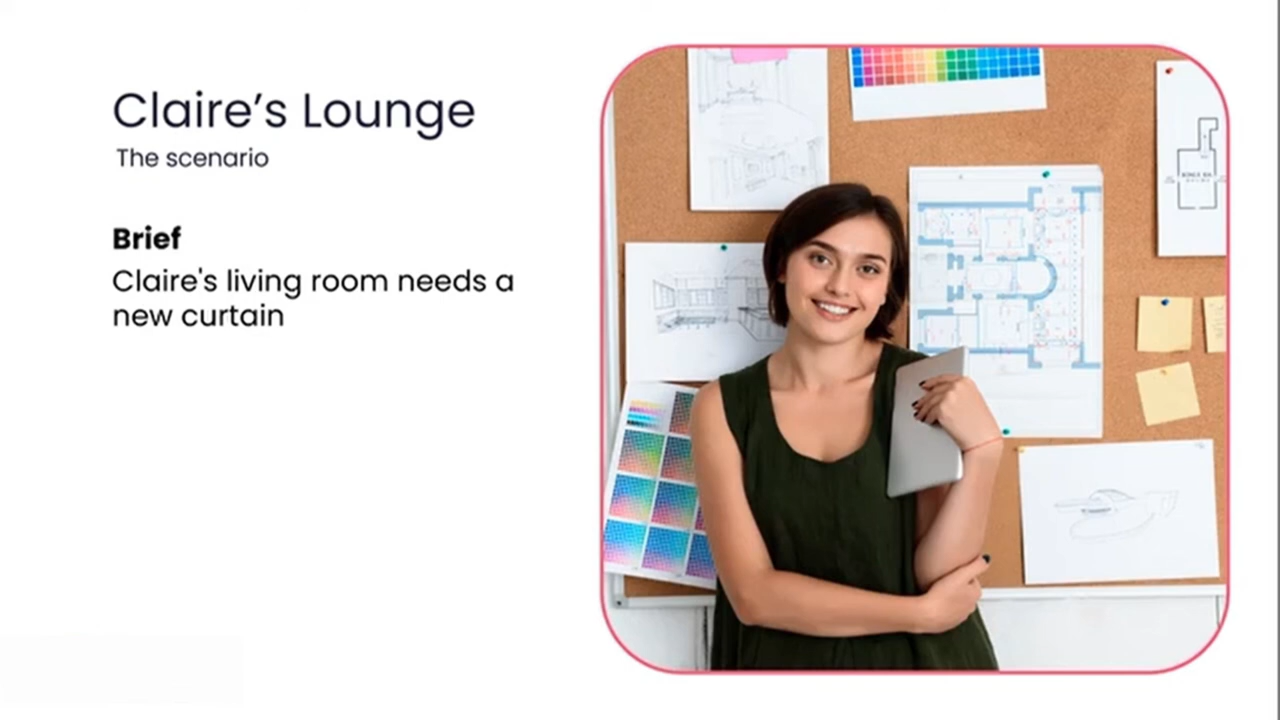 Claire’s Lounge
The scenario
Brief
Claire's living room needs a
new curtain